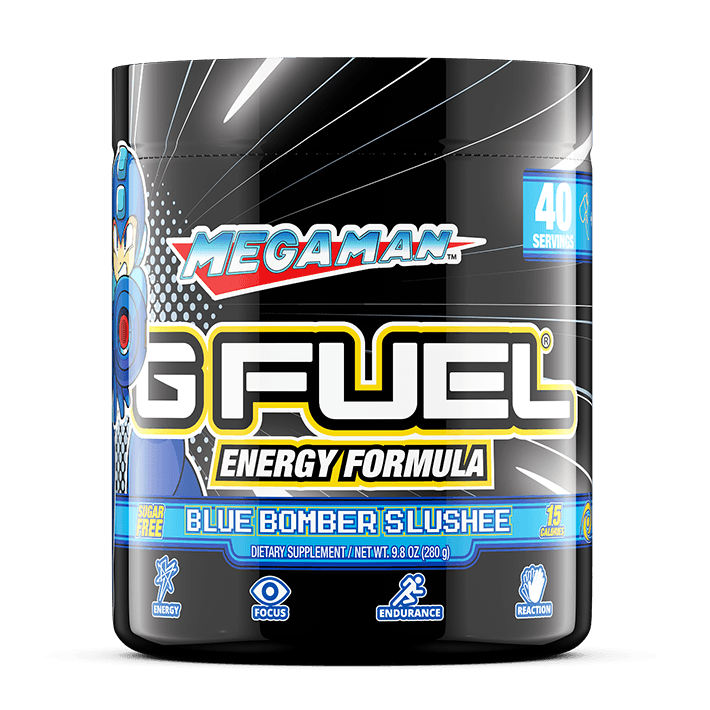 40
SERVINGS
MEGAMAN™
G FUEL®
ENERGY FORMULA
SUGAR
FREE
BLUE BOMBER SLUSHEE
15
CALORIES
DIETARY SUPPLEMENT / NET WT. 9.8 OZ (280 g)
ENERGY
FOCUS
ENDURANCE
REACTION